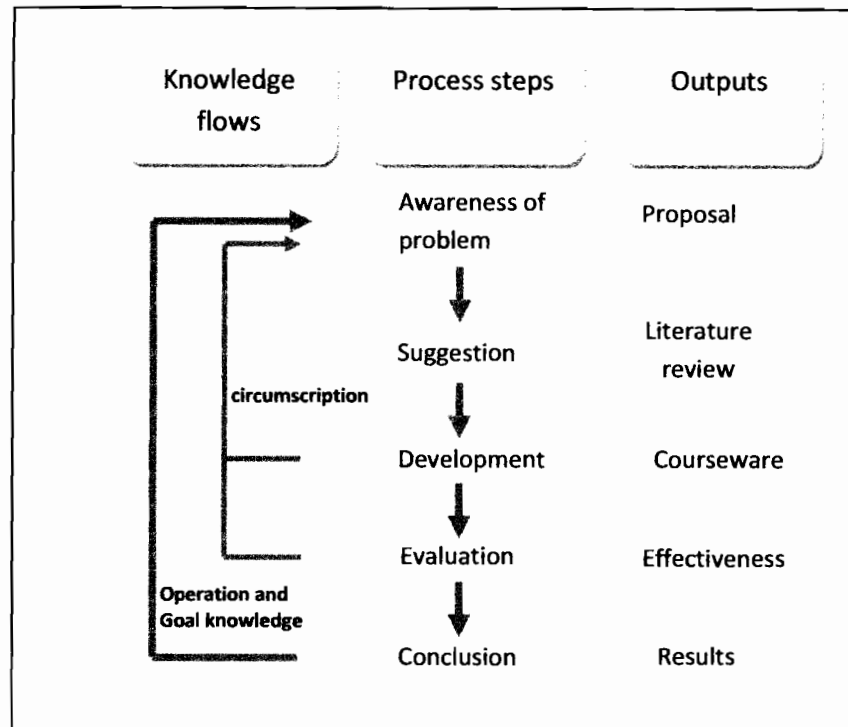 Knowledge
flows
Process steps
Outputs
Awareness of
problem
Proposal
Suggestion
Literature
review
circumscription
Development
Courseware
Evaluation
Effectiveness
Operation and
Goal knowledge
Conclusion
Results